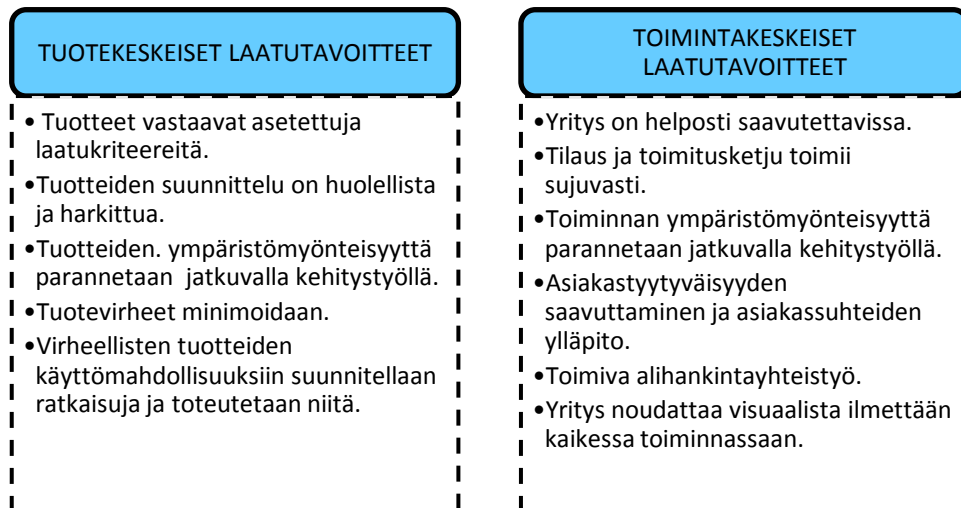 TUOTEKESKEISET LAATUTAVOITTEET
• Tuotteet vastaavat asetettuja
laatukriteereitä.
•Tuotteiden suunnittelu on huolellista
ja harkittua.
•Tuotteiden. ympäristömyönteisyyttä
parannetaan jatkuvalla kehitystyöllä.
•Tuotevirheet minimoidaan.
•Virheellisten tuotteiden
käyttömahdollisuuksiin suunnitellaan
ratkaisuja ja toteutetaan niitä.
TOIMINTAKESKEISET
LAATUTAVOITTEET
•Yritys on helposti saavutettavissa.
•Tilaus ja toimitusketju toimii
sujuvasti.
•Toiminnan ympäristömyönteisyyttä
parannetaan jatkuvalla kehitystyöllä.
•Asiakastyytyväisyyden
saavuttaminen ja asiakassuhteiden
ylläpito.
•Toimiva alihankintayhteistyö.
•Yritys noudattaa visuaalista ilmettään
kaikessa toiminnassaan.